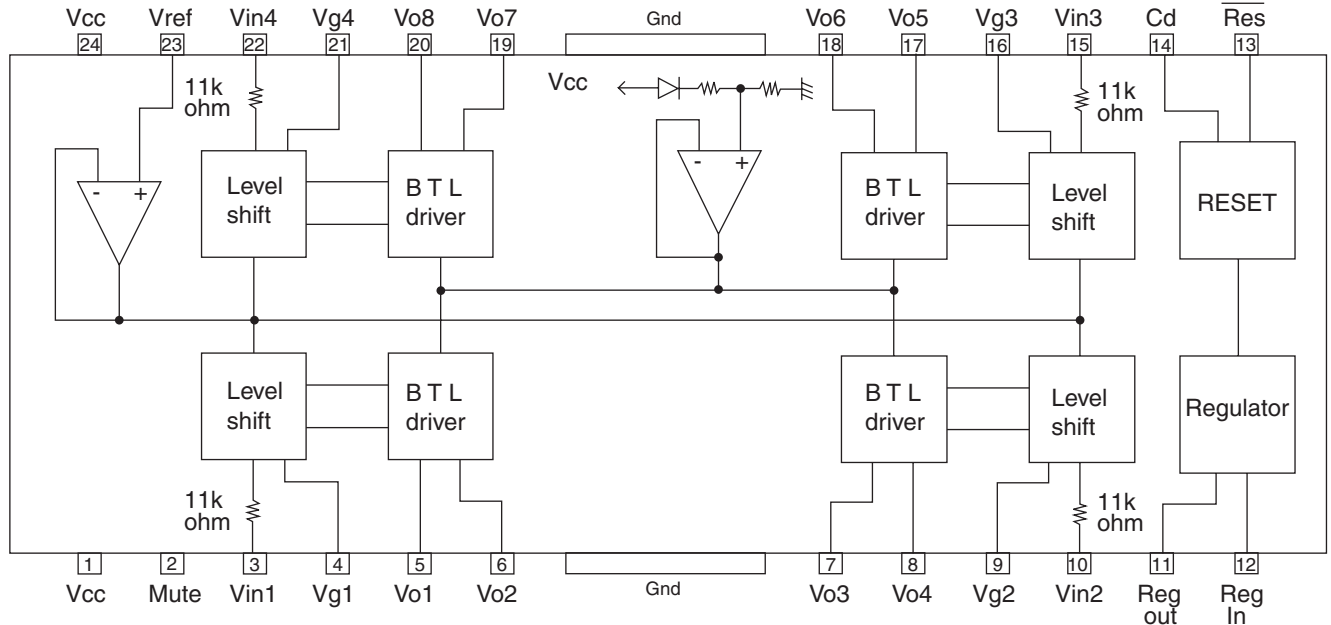 Vcc Vref Vin4 Vg4 Vo8 Vo7 Gnd Vo6 Vo5 Vg3 Vin3 Cd Res
24 23 22 21 20 19 18 17 16 15 14 13
11k
ohm
Vcc
11k
ohm
- +
Level
shift
B T L
driver
- +
B T L
driver
Level
shift
RESET
Level
shift
B T L
driver
B T L
driver
Level
shift
Regulator
11k
ohm
11k
ohm
1 2 3 4 5 6 7 8 9 10 11 12
Vcc Mute Vin1 Vg1 Vo1 Vo2 Gnd Vo3 Vo4 Vg2 Vin2 Reg
out
Reg
In